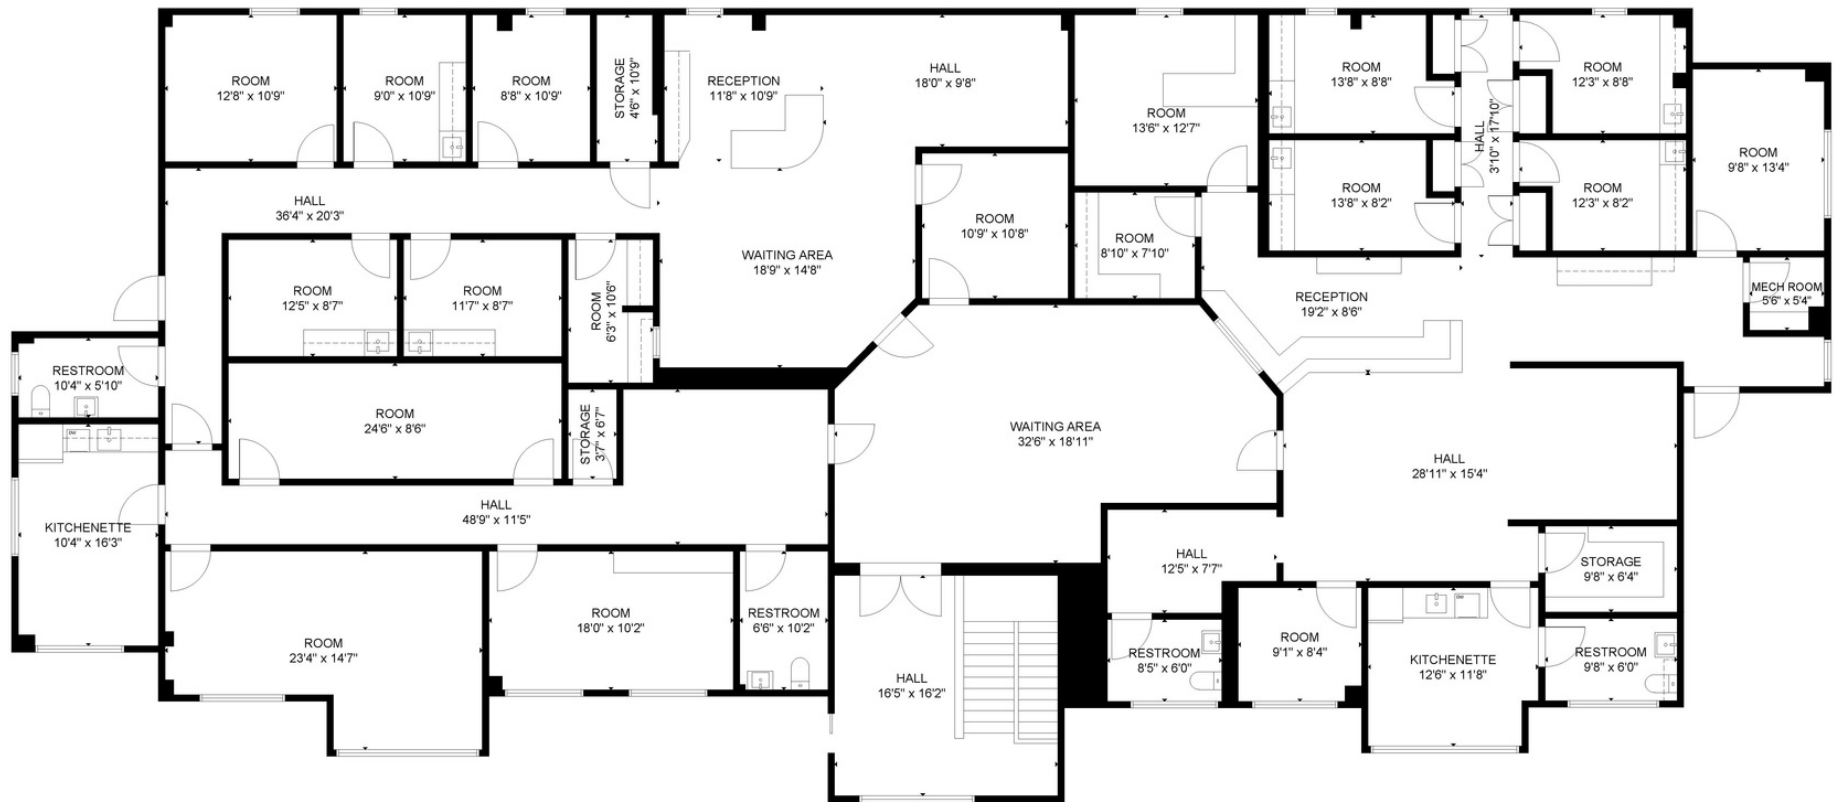 ROOM
12'8" x 10'9"
ROOM
9'0" x 10'9"
ROOM
8'8" x 10'9"
STORAGE
4'6" x 10'9"
RECEPTION
11'8" x 10'9"
HALL
18'0" x 9'8"
ROOM
13'6" x 12'7"
ROOM
13'8" x 8'8"
HALL
3'10" x 17'10"
ROOM
12'3" x 8'8"
ROOM
9'8" x 13'4"
HALL
36'4" x 20'3"
ROOM
10'9" x 10'8"
ROOM
8'10" x 7'10"
ROOM
13'8" x 8'2"
ROOM
12'3" x 8'2"
WAITING AREA
18'9" x 14'8"
ROOM
12'5" x 8'7"
ROOM
11'7" x 8'7"
ROOM
6'3" x 10'6"
RECEPTION
19'2" x 8'6"
MECH ROOM
5'6" x 5'4"
RESTROOM
10'4" x 5'10"
ROOM
24'6" x 8'6"
STORAGE
3'7" x 6'7"
WAITING AREA
32'6" x 18'11"
HALL
28'11" x 15'4"
DW
KITCHENETTE
10'4" x 16'3"
HALL
48'9" x 11'5"
HALL
12'5" x 7'7"
STORAGE
9'8" x 6'4"
ROOM
23'4" x 14'7"
ROOM
18'0" x 10'2"
RESTROOM
6'6" x 10'2"
HALL
16'5" x 16'2"
RESTROOM
8'5" x 6'0"
ROOM
9'1" x 8'4"
DW
KITCHENETTE
12'6" x 11'8"
RESTROOM
9'8" x 6'0"